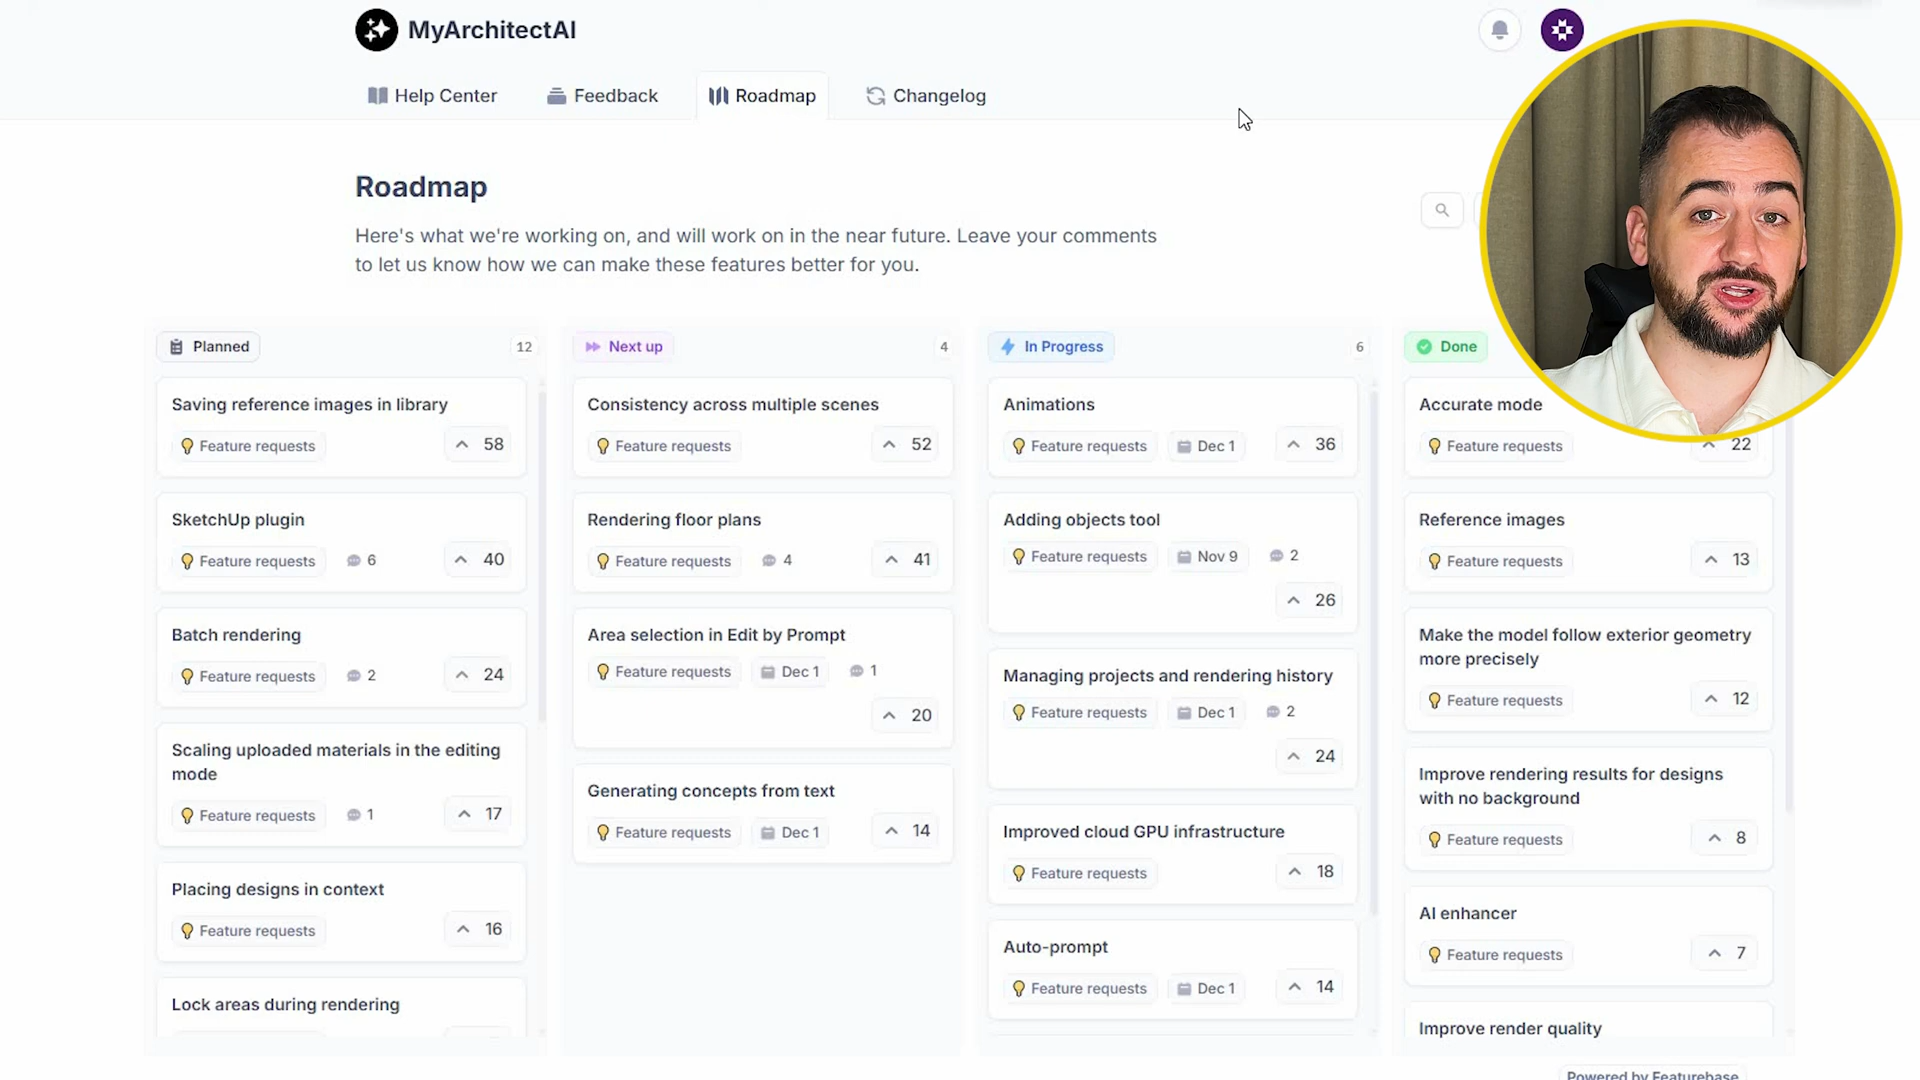 MyArchitectAI
Help Center
Feedback
Roadmap
Changelog
Roadmap
Here's what we're working on, and will work on in the near future. Leave your comments
to let us know how we can make these features better for you.
Planned
12
Saving reference images in library
Feature requests
58
SketchUp plugin
Feature requests
6
40
Batch rendering
Feature requests
2
24
Scaling uploaded materials in the editing
mode
Feature requests
1
17
Placing designs in context
Feature requests
16
Lock areas during rendering
Next up
4
Consistency across multiple scenes
Feature requests
52
Rendering floor plans
Feature requests
4
41
Area selection in Edit by Prompt
Feature requests
Dec 1
1
20
Generating concepts from text
Feature requests
Dec 1
14
In Progress
6
Animations
Feature requests
Dec 1
36
Adding objects tool
Feature requests
Nov 9
2
26
Managing projects and rendering history
Feature requests
Dec 1
2
24
Improved cloud GPU infrastructure
Feature requests
18
Auto-prompt
Feature requests
Dec 1
14
Done
Accurate mode
Feature requests
22
Reference images
Feature requests
13
Make the model follow exterior geometry
more precisely
Feature requests
12
Improve rendering results for designs
with no background
Feature requests
8
AI enhancer
Feature requests
7
Improve render quality
Powered by Featurebase